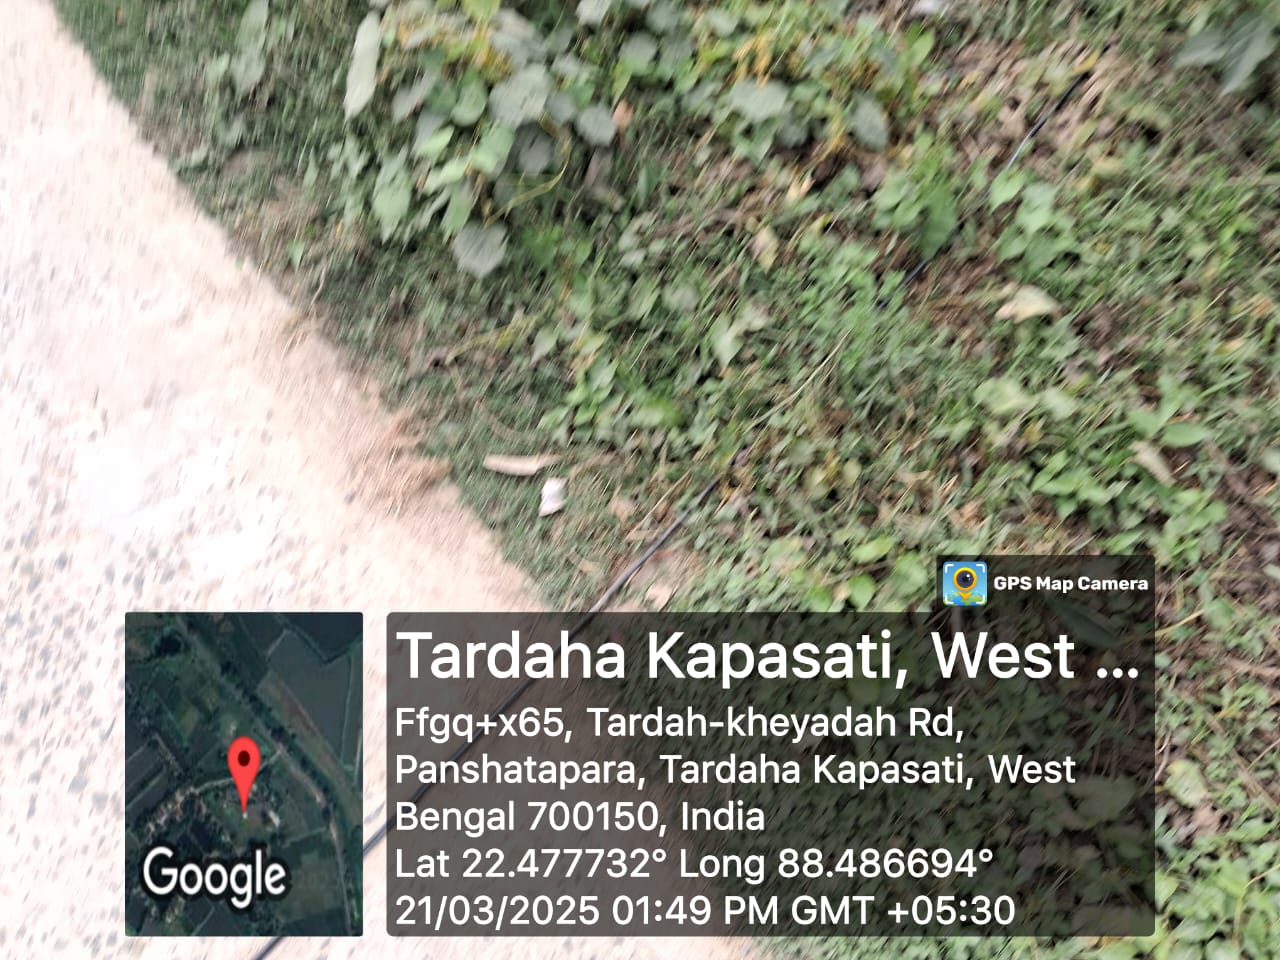 GPS Map Camera
Tardaha Kapasati, West ...
Ffgq+x65, Tardah-kheyadah Rd,
Panshatapara, Tardaha Kapasati, West
Bengal 700150, India
Lat 22.477732° Long 88.486694°
21/03/2025 01:49 PM GMT +05:30
Google